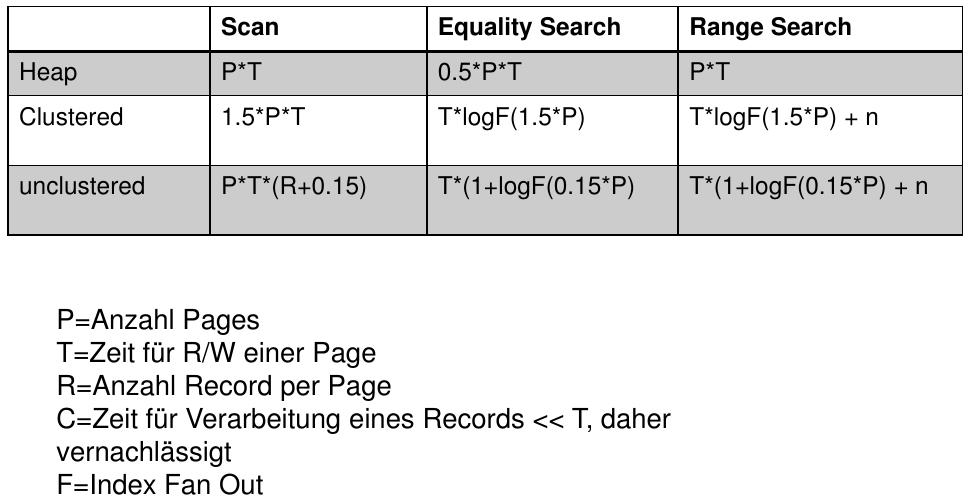 Scan Equality Search Range Search
Heap P*T 0.5*P*T P*T
Clustered 1.5*P*T T*logF(1.5*P) T*logF(1.5*P) + n
unclustered P*T*(R+0.15) T*(1+logF(0.15*P) T*(1+logF(0.15*P) + n
P=Anzahl Pages
T=Zeit für R/W einer Page
R=Anzahl Record per Page
C=Zeit für Verarbeitung eines Records << T, daher
vernachlässigt
F=Index Fan Out